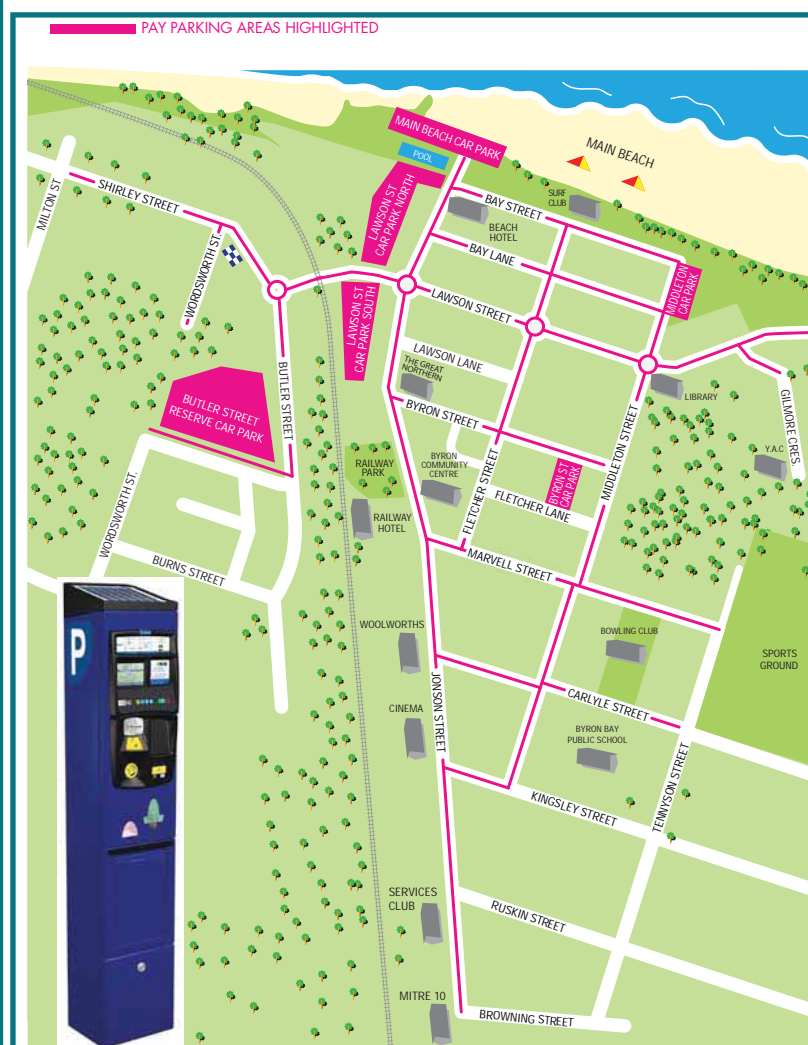 PAY PARKING AREAS HIGHLIGHTED
MAIN BEACH CAR PARK
MAIN BEACH
POOL
MILTON ST
SHIRLEY STREET
WORDSWORTH ST.
LAWSON ST
CAR PARK NORTH
SURF
CLUB
BAY STREET
BEACH
HOTEL
BAY LANE
MIDDLETON
CAR PARK
LAWSON ST
CAR PARK SOUTH
LAWSON STREET
LAWSON LANE
THE GREAT
NORTHERN
LIBRARY
GILMORE CRES.
BUTLER STREET
BUTLER STREET
RESERVE CAR PARK
BYRON STREET
MIDDLETON STREET
Y.A.C
RAILWAY
PARK
BYRON
COMMUNITY
CENTRE
FLETCHER STREET
BYRON ST
CAR PARK
FLETCHER LANE
RAILWAY
HOTEL
WORDSWORTH ST.
BURNS STREET
MARVELL STREET
WOOLWORTHS
BOWLING CLUB
SPORTS
GROUND
P
JONSON STREET
CINEMA
CARLYLE STREET
BYRON BAY
PUBLIC SCHOOL
TENNYSON STREET
KINGSLEY STREET
SERVICES
CLUB
RUSKIN STREET
MITRE 10
BROWNING STREET